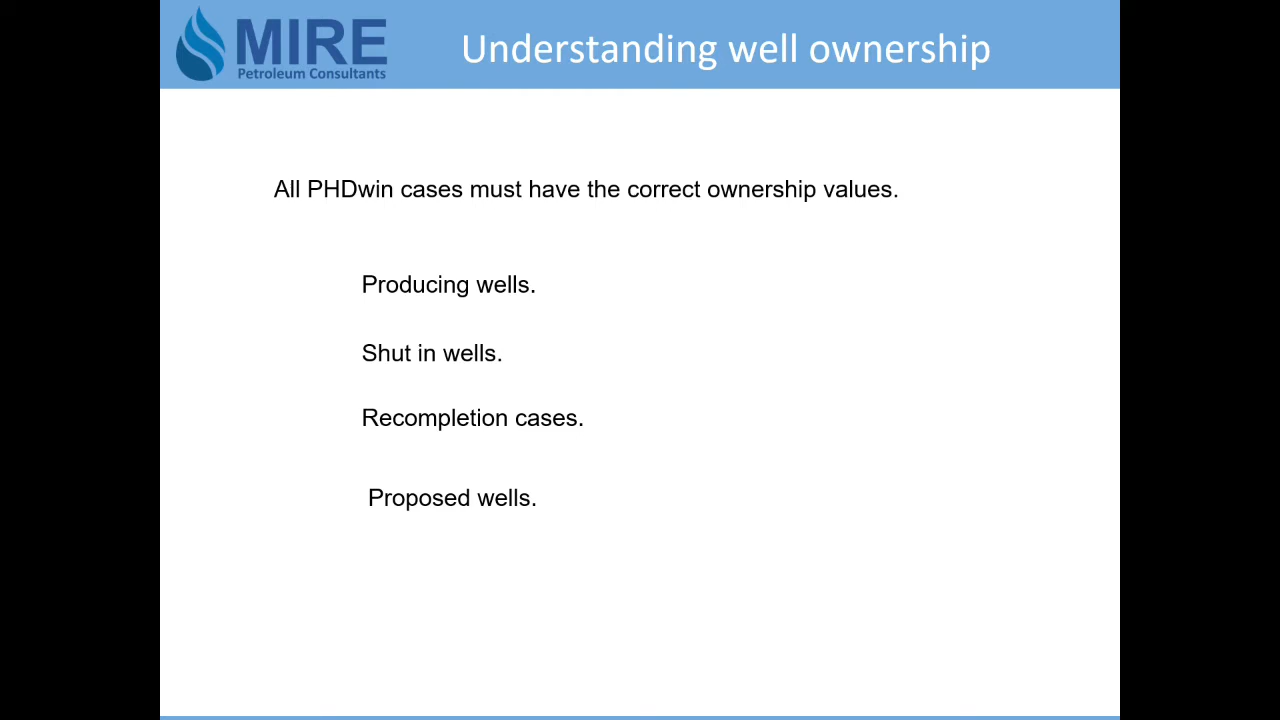 MIRE
Petroleum Consultants
Understanding well ownership
All PHDwin cases must have the correct ownership values.
Producing wells.
Shut in wells.
Recompletion cases.
Proposed wells.